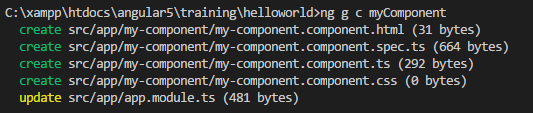 C:\xampp\htdocs\angular5\training\helloworld>ng g c myComponent
create src/app/my-component/my-component.component.html (31 bytes)
create src/app/my-component/my-component.component.spec.ts (664 bytes)
create src/app/my-component/my-component.component.ts (292 bytes)
create src/app/my-component/my-component.component.css (0 bytes)
update src/app/app.module.ts (481 bytes)